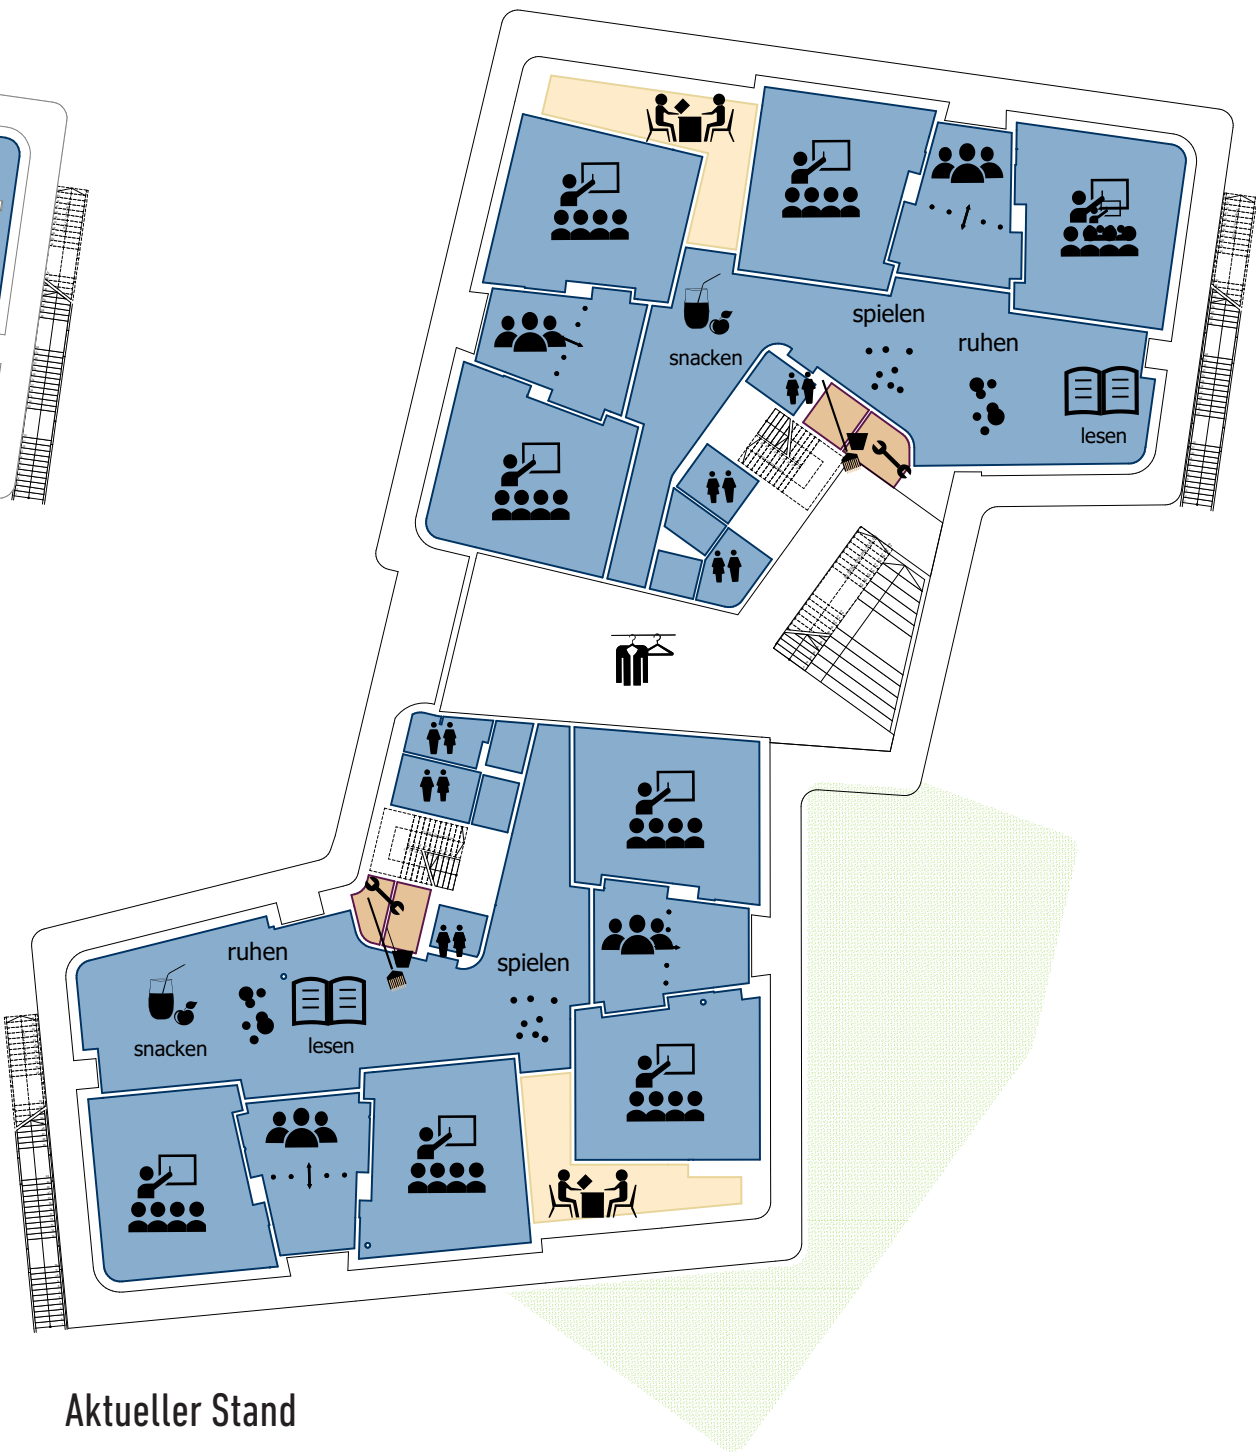 spielen
ruhen
snacken
lesen
ruhen
spielen
snacken
lesen
Aktueller Stand